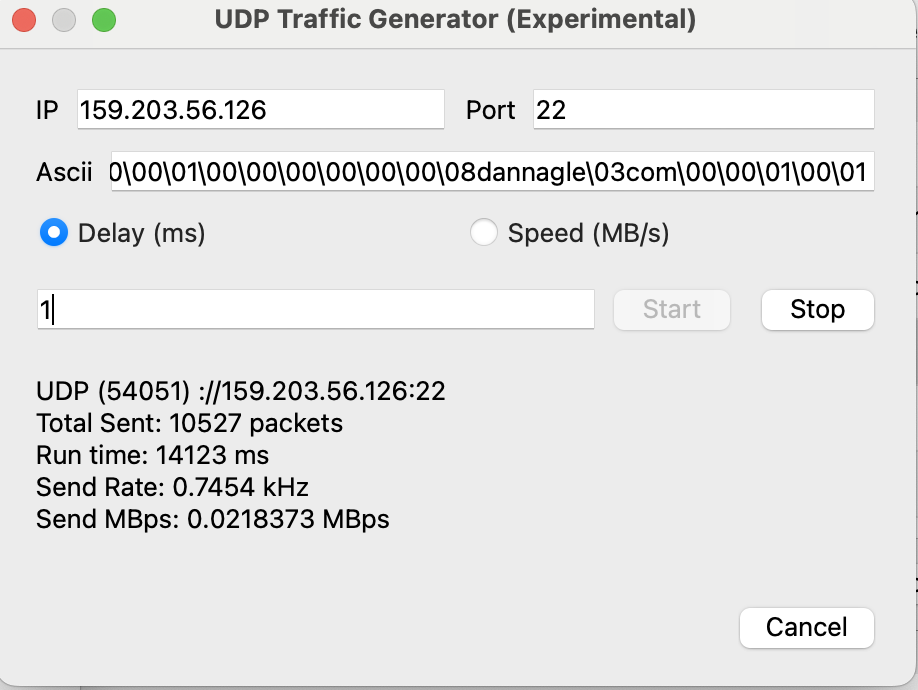 UDP Traffic Generator (Experimental)
IP 159.203.56.126 Port 22
Ascii 0\00\01\00\00\00\00\00\00\08dannagle\03com\00\00\01\00\01
Delay (ms) Speed (MB/s)
1 Start Stop
UDP (54051) ://159.203.56.126:22
Total Sent: 10527 packets
Run time: 14123 ms
Send Rate: 0.7454 kHz
Send MBps: 0.0218373 MBps
Cancel